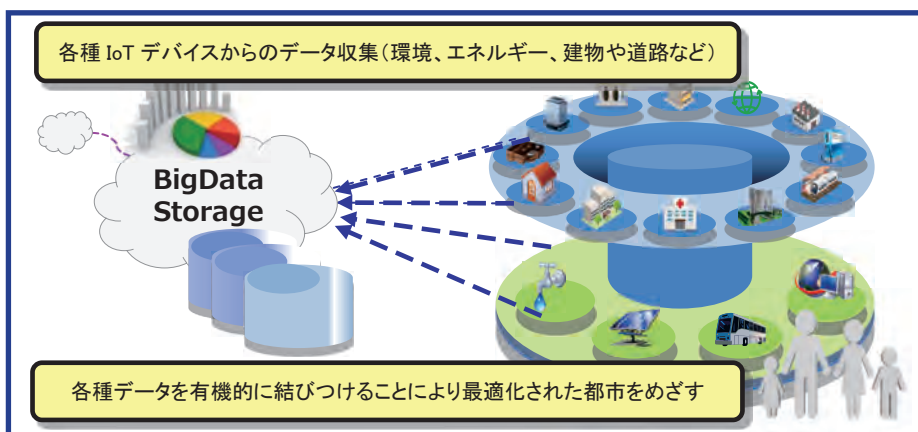 各種 IoT デバイスからのデータ収集(環境、エネルギー、建物や道路など)
BigData
Storage
各種データを有機的に結びつけることにより最適化された都市をめざす